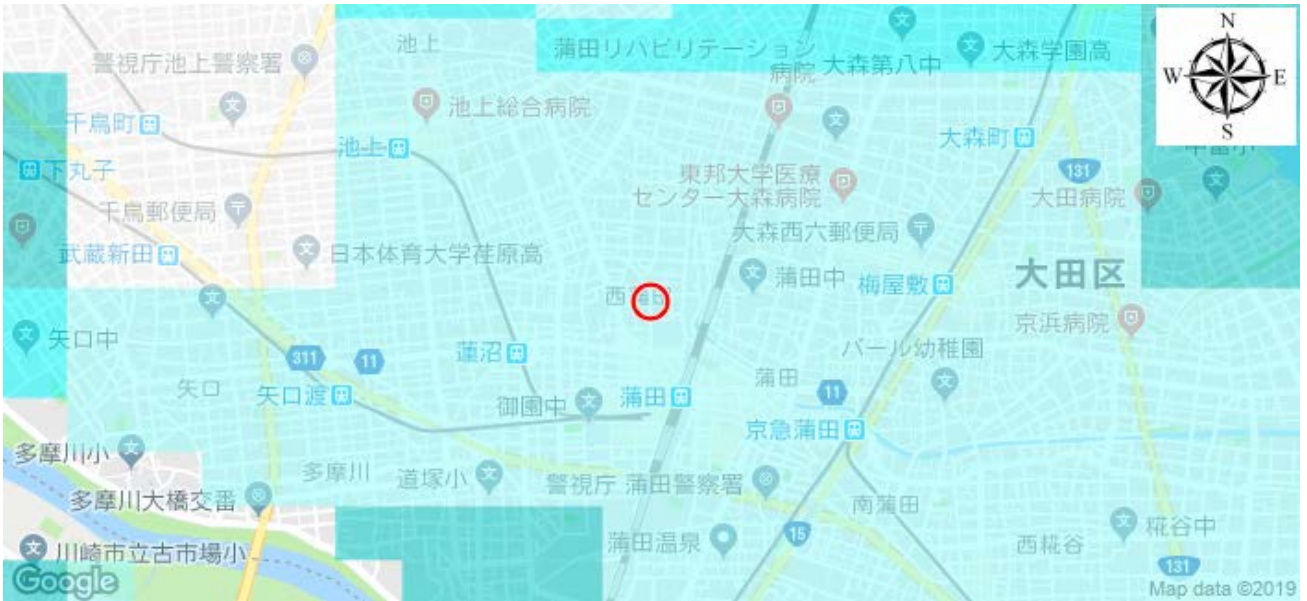 N
W
E
S
池上
蒲田リハビリテーション
病院
大森第八中
大森学園高
警視庁池上警察署
池上総合病院
千鳥町
池上
大森町
131
下丸子
東邦大学医療
センター大森病院
大田病院
千鳥郵便局
大森西六郵便局
武蔵新田
日本体育大学荏原高
蒲田中
梅屋敷
大田区
西蒲田
京浜病院
矢口中
311
11
蓮沼
パール幼稚園
矢口
矢口渡
御園中
蒲田
蒲田
11
京急蒲田
多摩川小
多摩川
道塚小
警視庁 蒲田警察署
多摩川大橋交番
南蒲田
糀谷中
15
西糀谷
川崎市立古市場小
蒲田温泉
131
Google
Map data ©2019